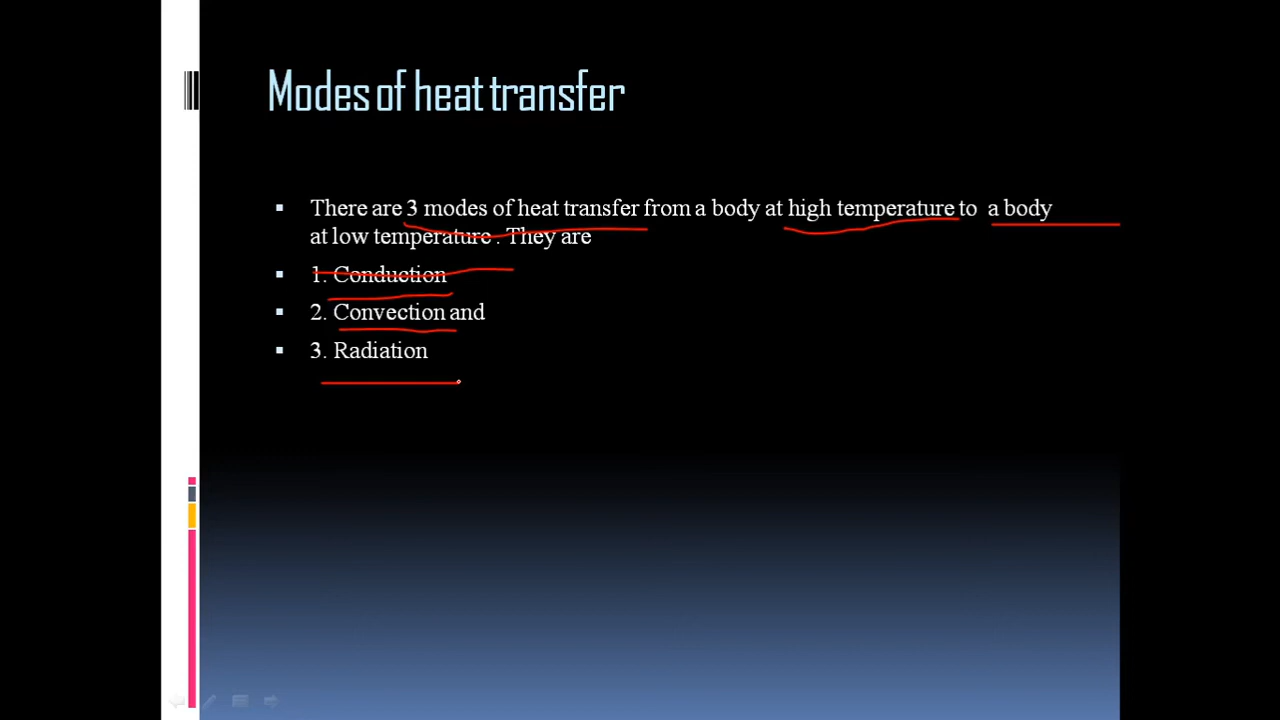 Modes of heat transfer
▪ There are 3 modes of heat transfer from a body at high temperature to a body
at low temperature . They are
▪ 1. Conduction
▪ 2. Convection and
▪ 3. Radiation